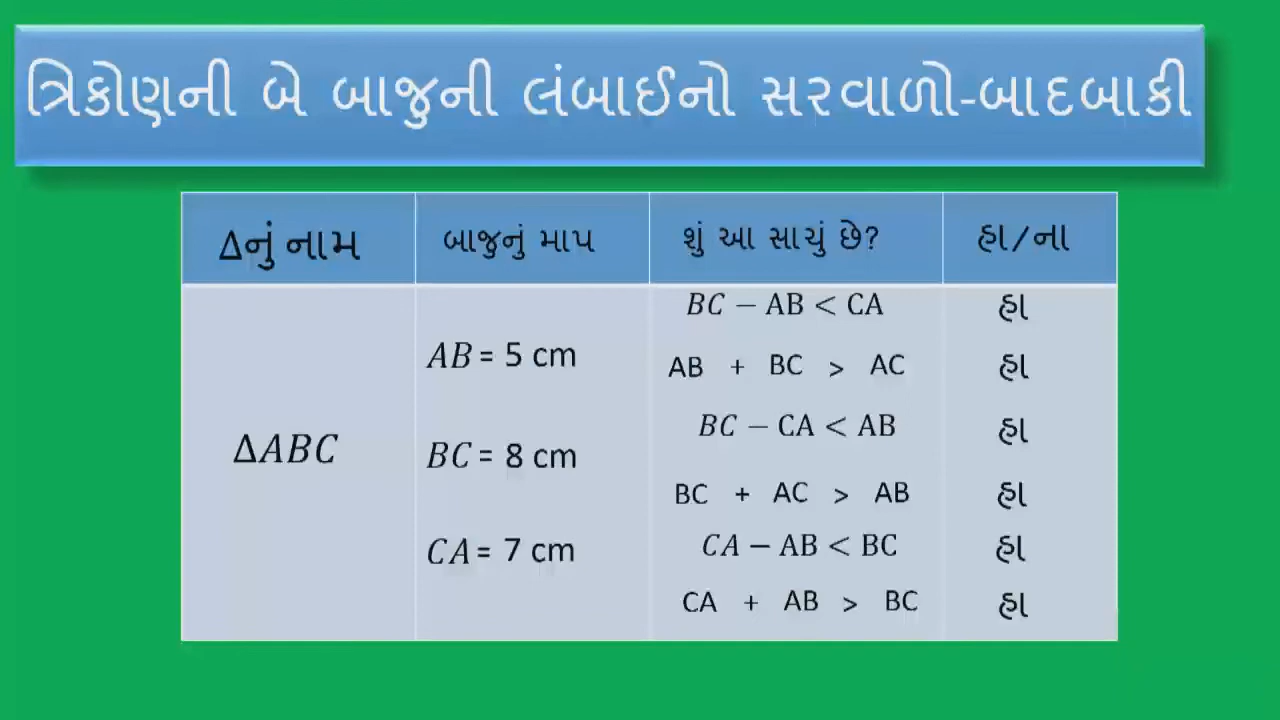 ત્રિકોણની બે બાજુની લંબાઈનો સરવાળો-બાદબાકી
Δનું નામ બાજુનું માપ શું આ સાચું છે? હા/ના
BC − AB < CA હા
AB = 5 cm
AB + BC > AC હા
BC − CA < AB હા
ΔABC
BC = 8 cm
BC + AC > AB હા
CA = 7 cm
CA − AB < BC હા
CA + AB > BC હા